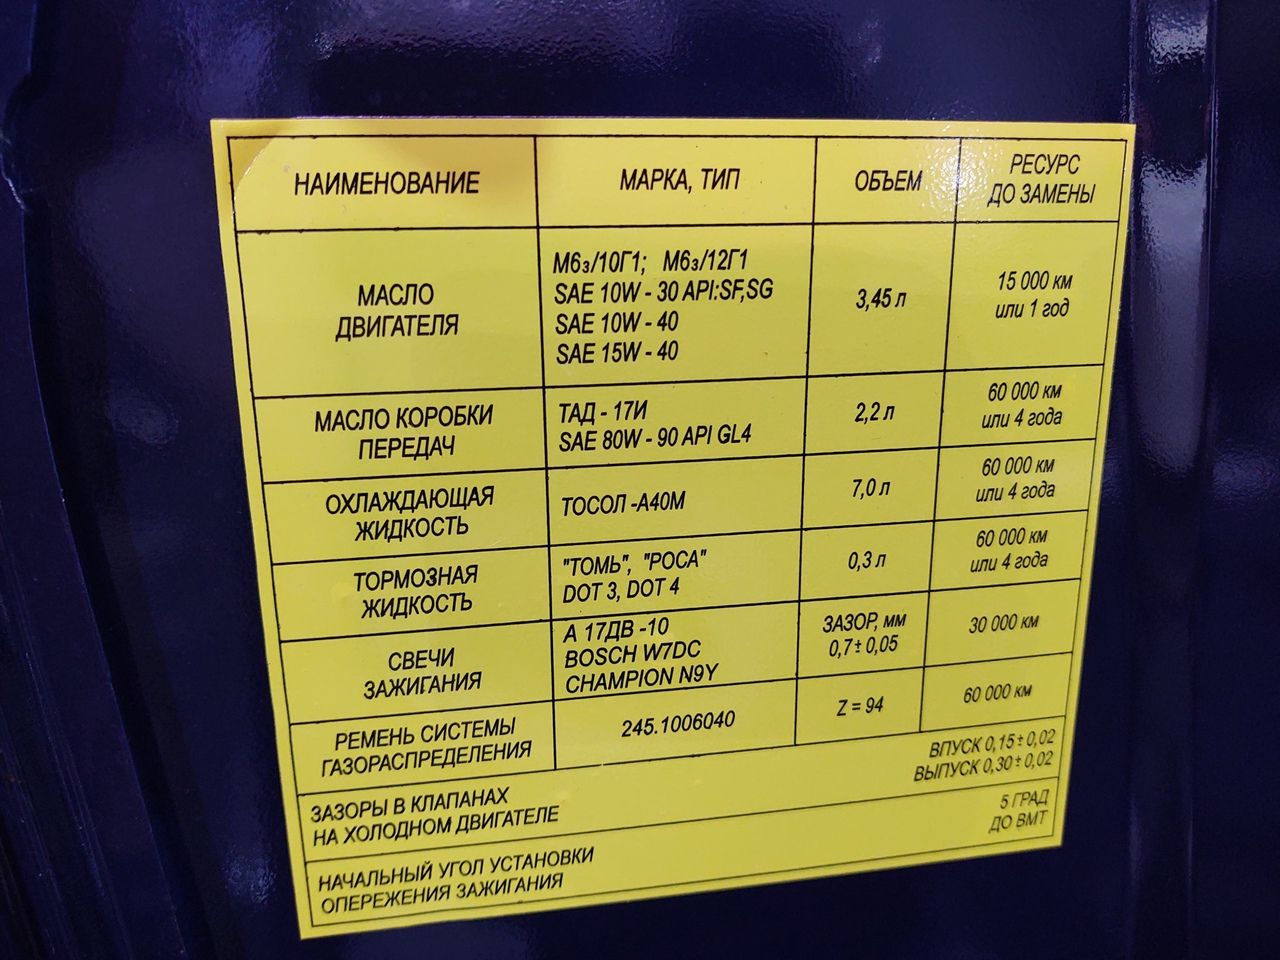 НАИМЕНОВАНИЕ
МАРКА, ТИП
ОБЪЕМ
РЕСУРС
ДО ЗАМЕНЫ
МАСЛО
ДВИГАТЕЛЯ
М6з/10Г1; М6з/12Г1
SAE 10W - 30 API:SF,SG
SAE 10W - 40
SAE 15W - 40
3,45 л
15 000 км
или 1 год
МАСЛО КОРОБКИ
ПЕРЕДАЧ
ТАД - 17И
SAE 80W - 90 API GL4
2,2 л
60 000 км
или 4 года
ОХЛАЖДАЮЩАЯ
ЖИДКОСТЬ
ТОСОЛ -А40М
7,0 л
60 000 км
или 4 года
ТОРМОЗНАЯ
ЖИДКОСТЬ
"ТОМЬ", "РОСА"
DOT 3, DOT 4
0,3 л
60 000 км
или 4 года
СВЕЧИ
ЗАЖИГАНИЯ
А 17ДВ -10
BOSCH W7DC
CHAMPION N9Y
ЗАЗОР, мм
0,7± 0,05
30 000 км
РЕМЕНЬ СИСТЕМЫ
ГАЗОРАСПРЕДЕЛЕНИЯ
245.1006040
Z = 94
60 000 км
ЗАЗОРЫ В КЛАПАНАХ
НА ХОЛОДНОМ ДВИГАТЕЛЕ
ВПУСК 0,15± 0,02
ВЫПУСК 0,30± 0,02
НАЧАЛЬНЫЙ УГОЛ УСТАНОВКИ
ОПЕРЕЖЕНИЯ ЗАЖИГАНИЯ
5 ГРАД
ДО ВМТ